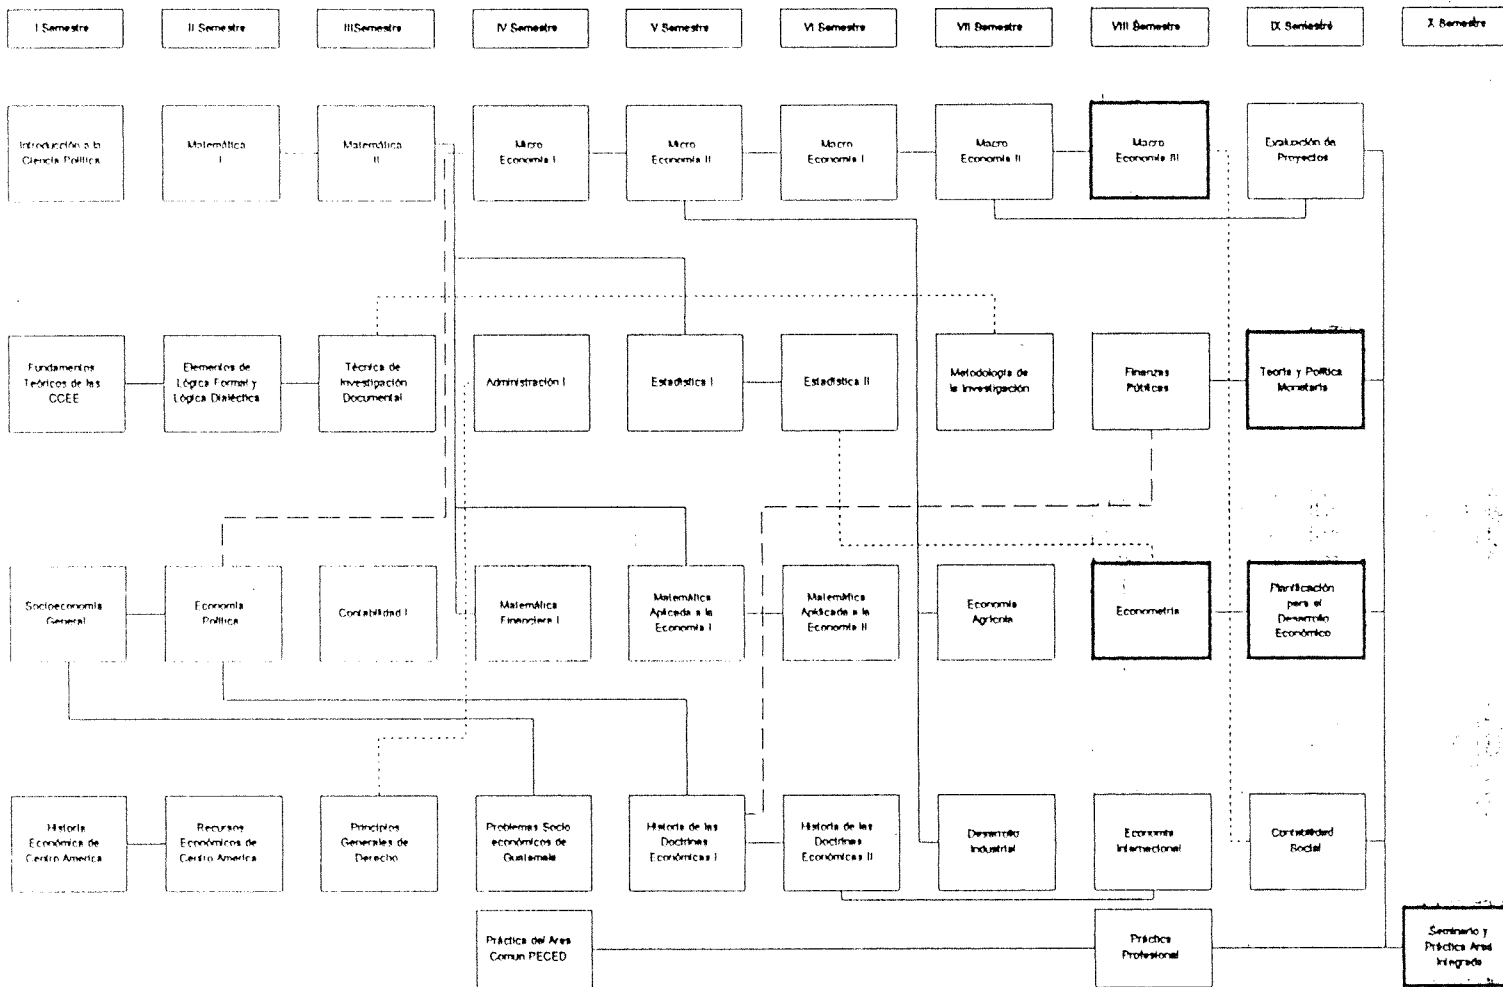 I Semestre
II Semestre
III Semestre
IV Semestre
V Semestre
VI Semestre
VII Semestre
VIII Semestre
IX Semestre
X Semestre
Introducción a la
Ciencia Política
Matemática
I
Matemática
II
Micro
Economía I
Micro
Economía II
Macro
Economía I
Macro
Economía II
Macro
Economía III
Evaluación de
Proyectos
Fundamentos
Teóricos de las
CCEE
Elementos de
Lógica Formal y
Lógica Dialéctica
Técnica de
Investigación
Documental
Administración I
Estadística I
Estadística II
Metodología de
la Investigación
Finanzas
Públicas
Teoría y Política
Monetaria
Socioeconomía
General
Economía
Política
Contabilidad I
Matemática
Financiera I
Matemática
Aplicada a la
Economía I
Matemática
Aplicada a la
Economía II
Economía
Agrícola
Econometría
Planificación
para el
Desarrollo
Económico
Historia
Económica de
Centro America
Recursos
Económicos de
Centro America
Principios
Generales de
Derecho
Problemas Socio
económicos de
Guatemala
Historia de las
Doctrinas
Económicas I
Historia de las
Doctrinas
Económicas II
Desarrollo
Industrial
Economía
Internacional
Contabilidad
Social
Práctica del Area
Comun PECED
Práctica
Profesional
Seminario y
Práctica Area
Integrada